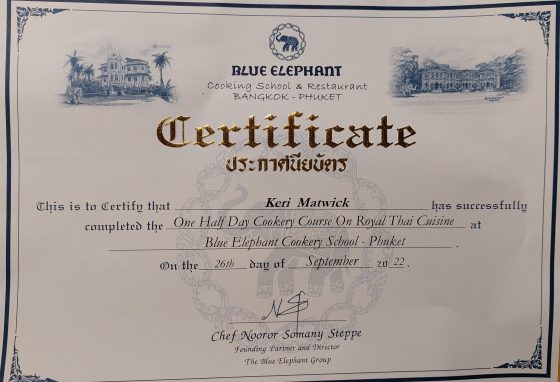 BLUE ELEPHANT
Cooking School & Restaurant
BANGKOK - PHUKET
Certificate
ประกาศนียบัตร
This is to Certify that Keri Matwick has successfully
completed the One Half Day Cookery Course On Royal Thai Cuisine at
Blue Elephant Cookery School - Phuket .
On the 26th day of September 2022 .
Chef Nooror Somany Steppe
Founding Partner and Director
The Blue Elephant Group